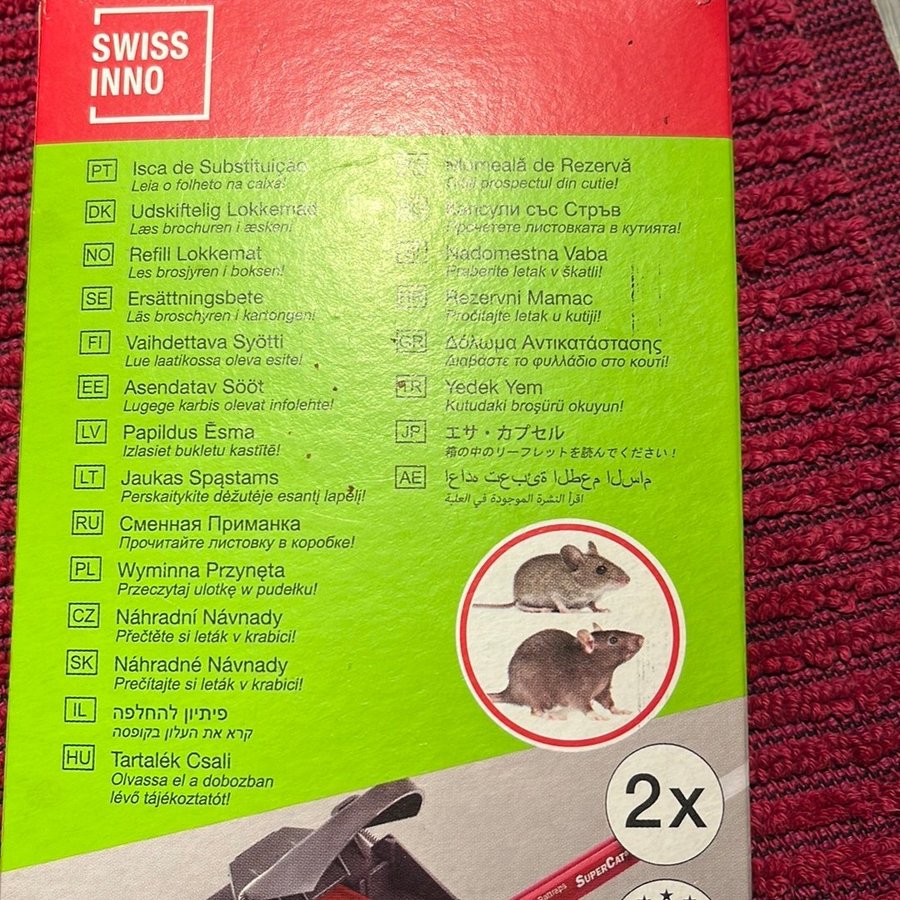 SWISS
INNO
PT Isca de Substituição
Leia o folheto na caixa!
DK Udskiftelig Lokkemad
Læs brochuren i æsken!
NO Refill Lokkemat
Les brosjyren i boksen!
SE Ersättningsbete
Läs broschyren i kartongen!
FI Vaihdettava Syötti
Lue laatikossa oleva esite!
EE Asendatav Sööt
Lugege karbis olevat infolehte!
LV Papildus Ēsma
Izlasiet bukletu kastītē!
LT Jaukas Spąstams
Perskaitykite dėžutėje esantį lapelį!
RU Сменная Приманка
Прочитайте листовку в коробке!
PL Wyminna Przynęta
Przeczytaj ulotkę w pudełku!
CZ Náhradní Návnady
Přečtěte si leták v krabici!
SK Náhradné Návnady
Prečítajte si leták v krabici!
IL פיתיון להחלפה
קרא את העלון בקופסה
HU Tartalék Csali
Olvassa el a dobozban
lévő tájékoztatót!
Momeală de Rezervă
prospectul din cutie!
Капсули със Стръв
Прочетете листовката в кутията!
Nadomestna Vaba
Preberite letak v škatli!
HR Rezervni Mamac
Pročitajte letak u kutiji!
GR Δόλωμα Αντικατάστασης
Διαβάστε το φυλλάδιο στο κουτί!
TR Yedek Yem
Kutudaki broşürü okuyun!
JP エサ・カプセル
箱の中のリーフレットを読んでください!
AE اعادة تعبئة الطعم السام
اقرأ النشرة الموجودة في العلبة
2x
SUPERCAT